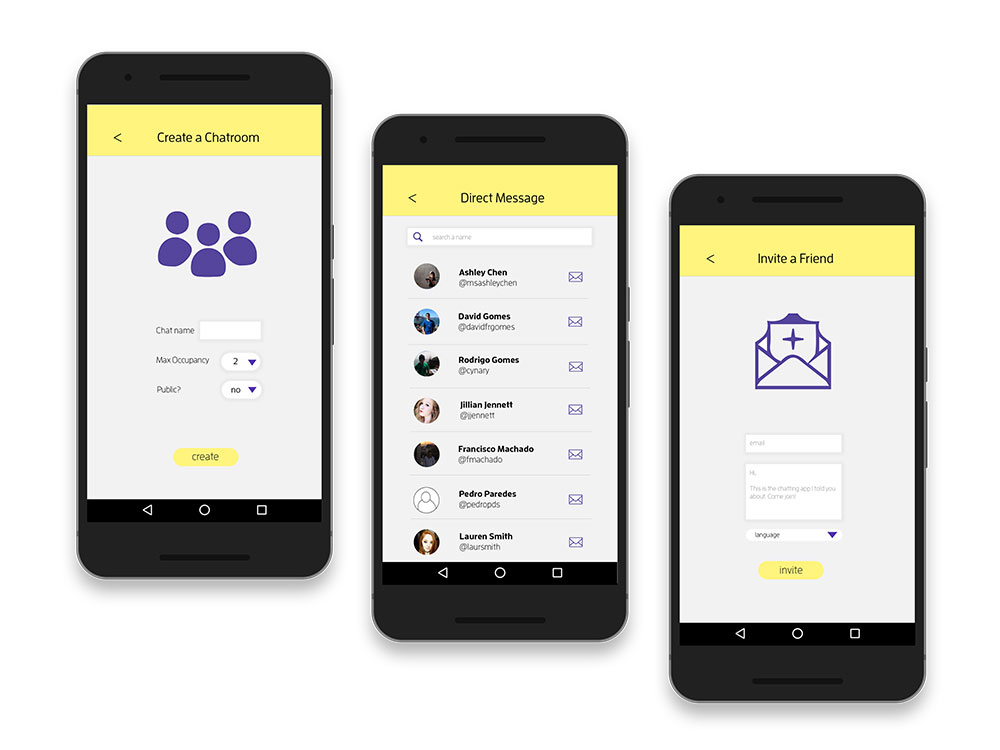 < Create a Chatroom
Chat name
Max Occupancy 2
Public? no
create
< Direct Message
search a name
Ashley Chen
@msashleychen
David Gomes
@davidfrgomes
Rodrigo Gomes
@cynary
Jillian Jennett
@jjennett
Francisco Machado
@fmachado
Pedro Paredes
@pedropds
Lauren Smith
@laursmith
< Invite a Friend
email
Hi,
This is the chatting app I told you
about. Come join!
language
invite